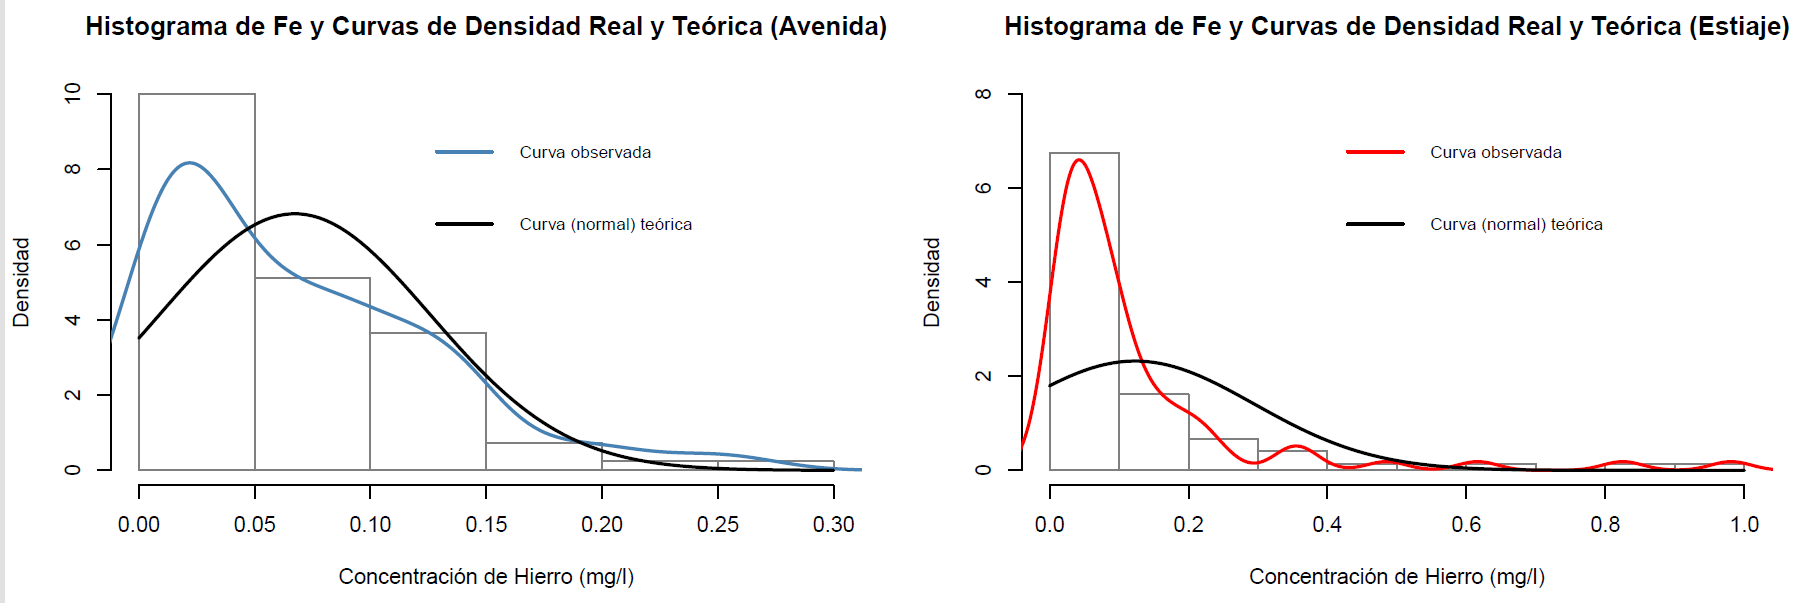 Histograma de Fe y Curvas de Densidad Real y Teórica (Avenida)
Densidad
10
8
6
4
2
0
Curva observada
Curva (normal) teórica
0.00 0.05 0.10 0.15 0.20 0.25 0.30
Concentración de Hierro (mg/l)
Histograma de Fe y Curvas de Densidad Real y Teórica (Estiaje)
Densidad
8
6
4
2
0
Curva observada
Curva (normal) teórica
0.0 0.2 0.4 0.6 0.8 1.0
Concentración de Hierro (mg/l)